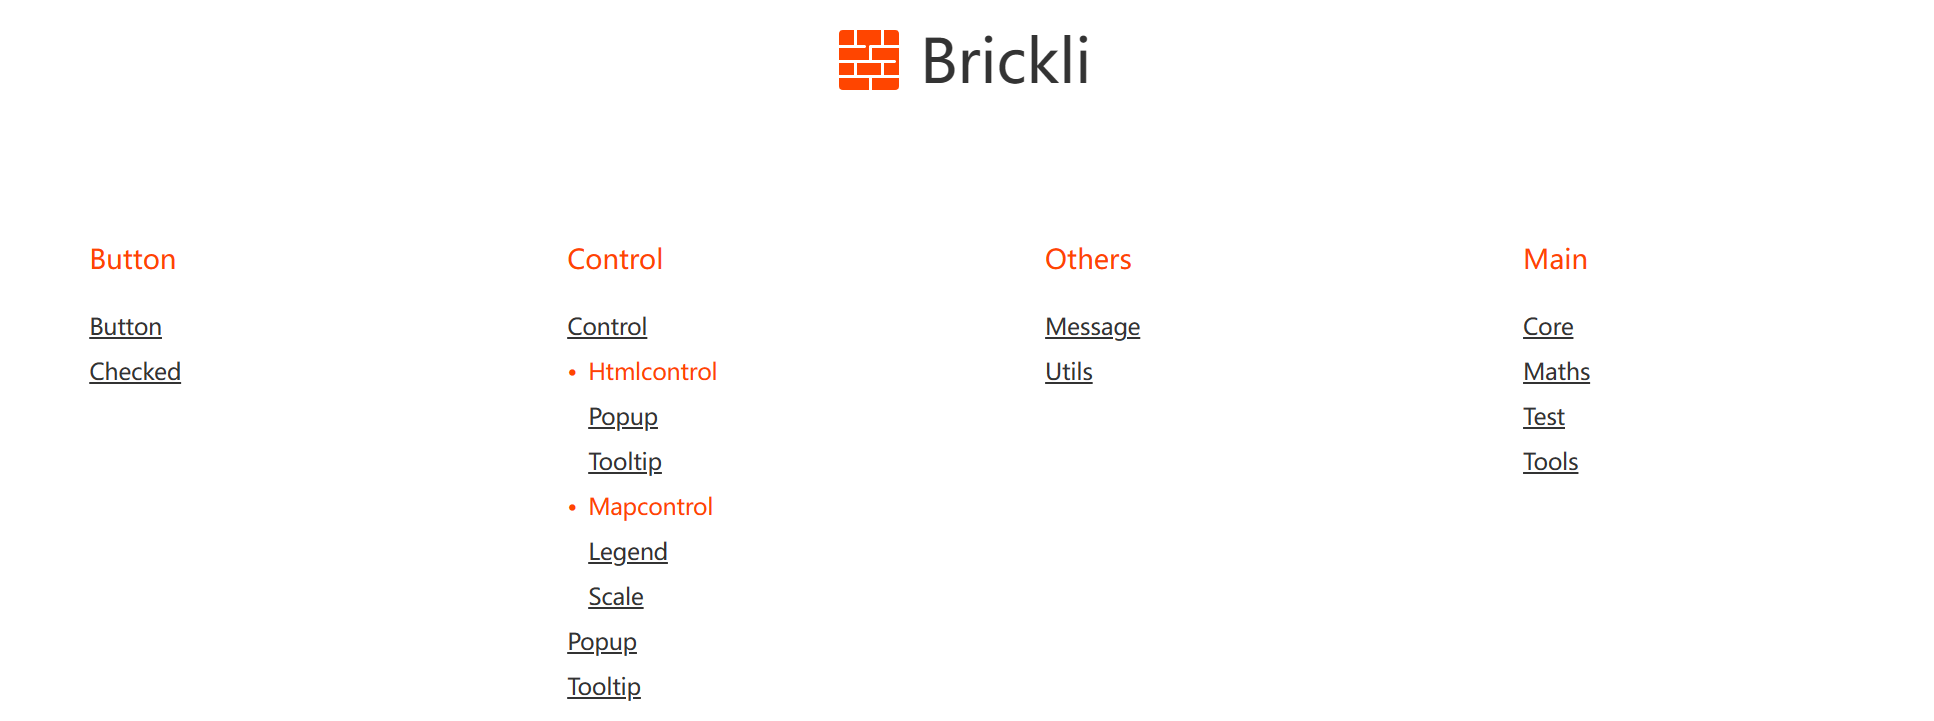 Brickli
Button
Button
Checked
Control
Control
• Htmlcontrol
Popup
Tooltip
• Mapcontrol
Legend
Scale
Popup
Tooltip
Others
Message
Utils
Main
Core
Maths
Test
Tools